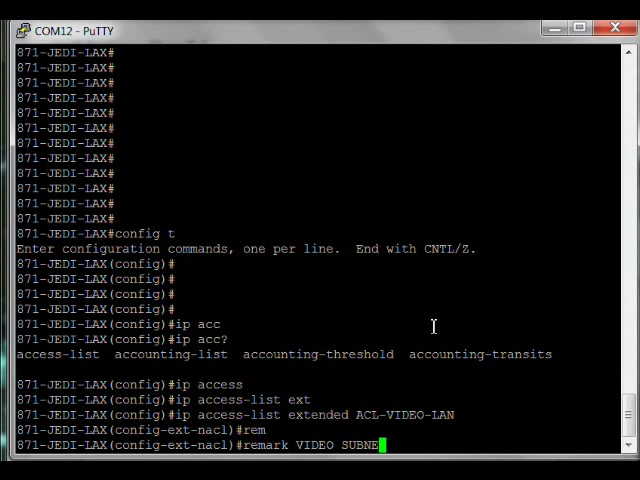 COM12 - PuTTY
871-JEDI-LAX#
871-JEDI-LAX#
871-JEDI-LAX#
871-JEDI-LAX#
871-JEDI-LAX#
871-JEDI-LAX#
871-JEDI-LAX#
871-JEDI-LAX#
871-JEDI-LAX#
871-JEDI-LAX#
871-JEDI-LAX#
871-JEDI-LAX#
871-JEDI-LAX#config t
Enter configuration commands, one per line.  End with CNTL/Z.
871-JEDI-LAX(config)#
871-JEDI-LAX(config)#
871-JEDI-LAX(config)#
871-JEDI-LAX(config)#
871-JEDI-LAX(config)#ip acc
871-JEDI-LAX(config)#ip acc?
access-list  accounting-list  accounting-threshold  accounting-transits
871-JEDI-LAX(config)#ip access
871-JEDI-LAX(config)#ip access-list ext
871-JEDI-LAX(config)#ip access-list extended ACL-VIDEO-LAN
871-JEDI-LAX(config-ext-nacl)#rem
871-JEDI-LAX(config-ext-nacl)#remark VIDEO SUBNE